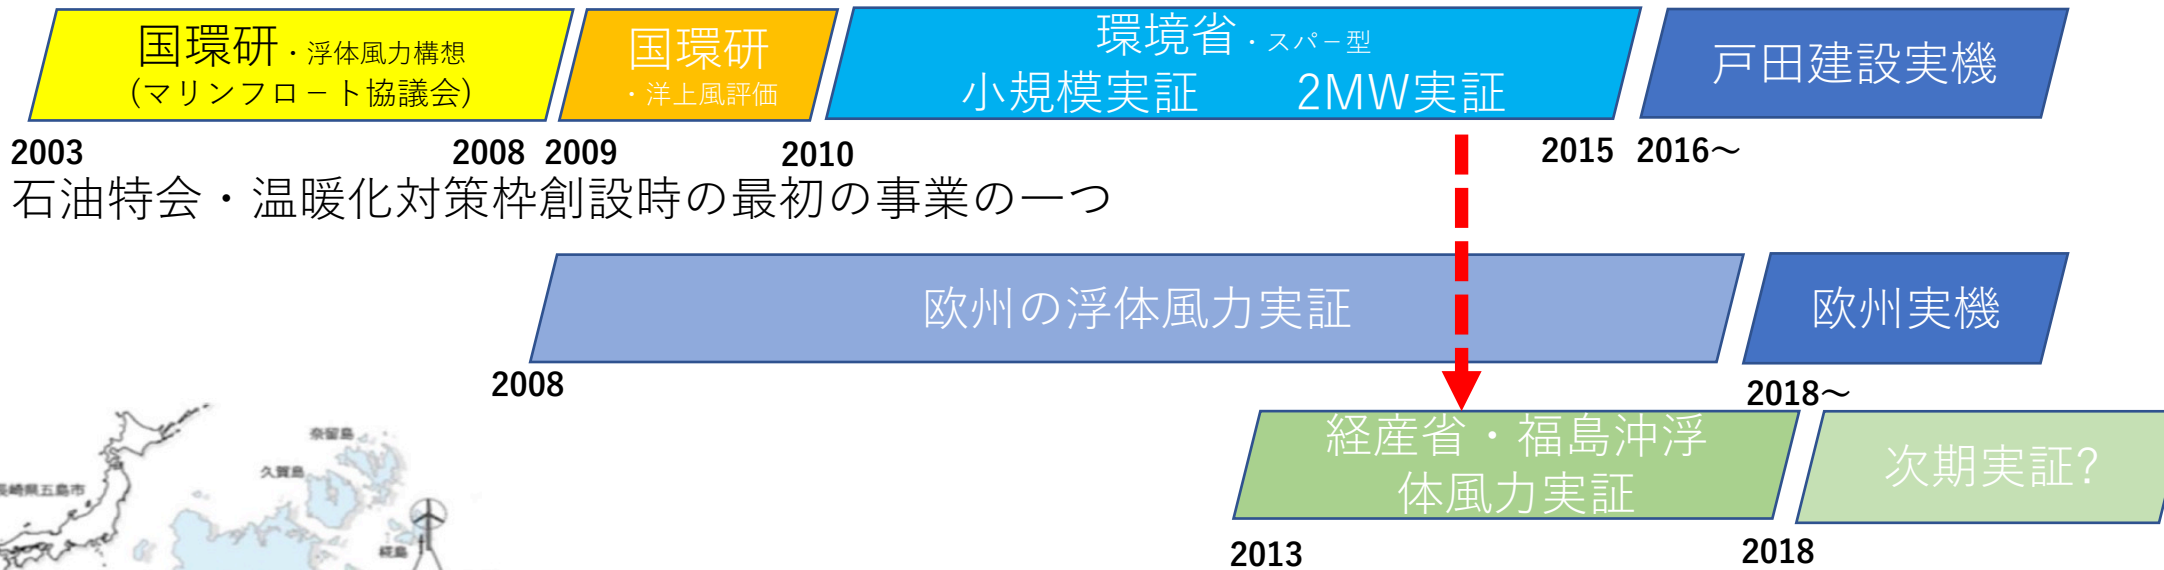 国環研・浮体風力構想
(マリンフロート協議会)
国環研
・洋上風評価
環境省・スパー型
小規模実証 2MW実証
戸田建設実機
2003
2008
2009
2010
2015
2016～
石油特会・温暖化対策枠創設時の最初の事業の一つ
欧州の浮体風力実証
欧州実機
2008
2018～
経産省・福島沖浮
体風力実証
次期実証?
2013
2018
奈留島
久賀島
長崎県五島市
椛島